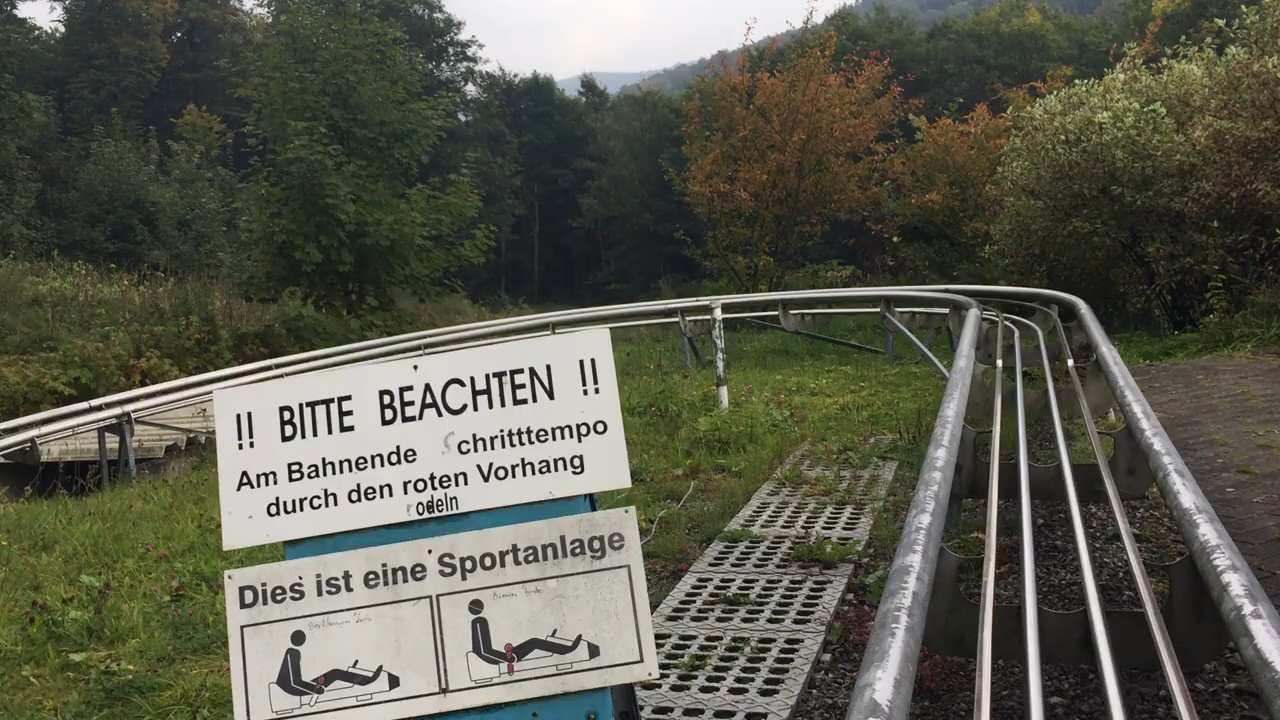 !! BITTE BEACHTEN !!
Am Bahnende Schritttempo
durch den roten Vorhang
rodeln
Dies ist eine Sportanlage